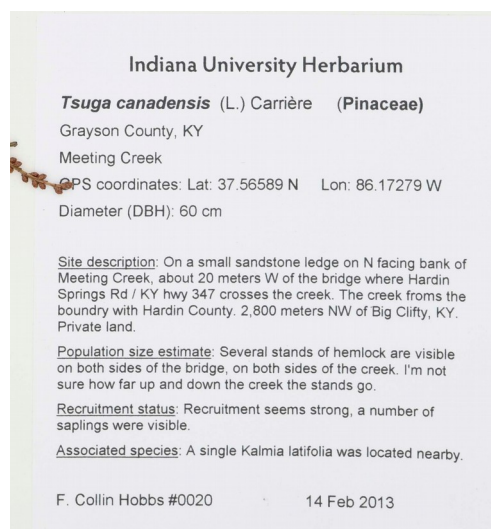 Indiana University Herbarium
Tsuga canadensis (L.) Carrière (Pinaceae)
Grayson County, KY
Meeting Creek
GPS coordinates: Lat: 37.56589 N Lon: 86.17279 W
Diameter (DBH): 60 cm
Site description: On a small sandstone ledge on N facing bank of
Meeting Creek, about 20 meters W of the bridge where Hardin
Springs Rd / KY hwy 347 crosses the creek. The creek froms the
boundry with Hardin County. 2,800 meters NW of Big Clifty, KY.
Private land.
Population size estimate: Several stands of hemlock are visible
on both sides of the bridge, on both sides of the creek. I'm not
sure how far up and down the creek the stands go.
Recruitment status: Recruitment seems strong, a number of
saplings were visible.
Associated species: A single Kalmia latifolia was located nearby.
F. Collin Hobbs #0020 14 Feb 2013